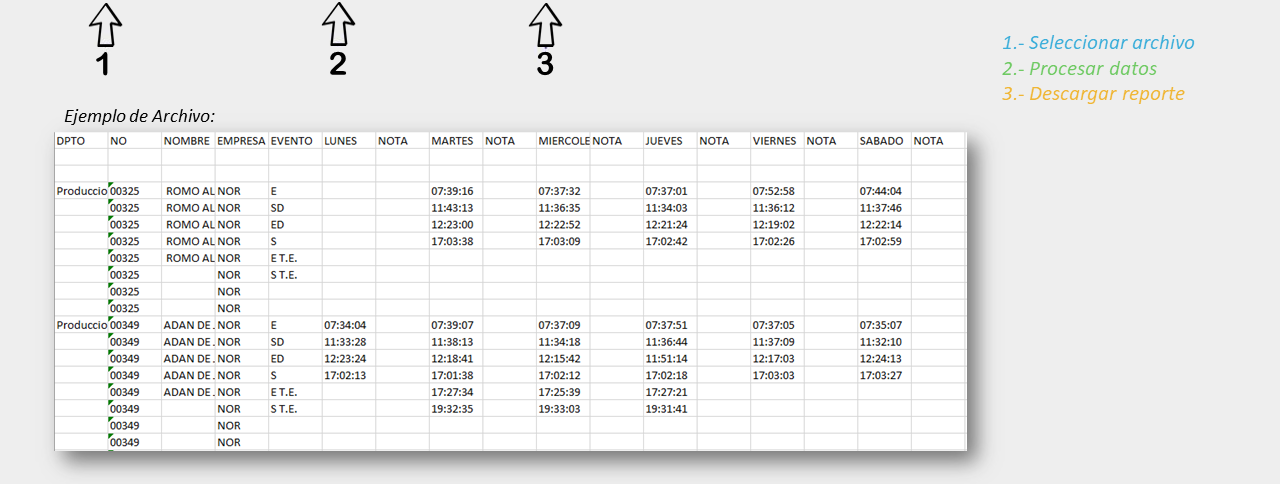 1 2 3
1.- Seleccionar archivo
2.- Procesar datos
3.- Descargar reporte
Ejemplo de Archivo:
DPTO NO NOMBRE EMPRESA EVENTO LUNES NOTA MARTES NOTA MIERCOLE NOTA JUEVES NOTA VIERNES NOTA SABADO NOTA
Produccio 00325 ROMO AL NOR E 07:39:16 07:37:32 07:37:01 07:52:58 07:44:04
00325 ROMO AL NOR SD 11:43:13 11:36:35 11:34:03 11:36:12 11:37:46
00325 ROMO AL NOR ED 12:23:00 12:22:52 12:21:24 12:19:02 12:22:14
00325 ROMO AL NOR S 17:03:38 17:03:09 17:02:42 17:02:26 17:02:59
00325 ROMO AL NOR E T.E.
00325 NOR S T.E.
00325 NOR
00325 NOR
Produccio 00349 ADAN DE NOR E 07:34:04 07:39:07 07:37:09 07:37:51 07:37:05 07:35:07
00349 ADAN DE NOR SD 11:33:28 11:38:13 11:34:18 11:36:44 11:37:09 11:32:10
00349 ADAN DE NOR ED 12:23:24 12:18:41 12:15:42 11:51:14 12:17:03 12:24:13
00349 ADAN DE NOR S 17:02:13 17:01:38 17:02:12 17:02:18 17:03:03 17:03:27
00349 ADAN DE NOR E T.E. 17:27:34 17:25:39 17:27:21
00349 NOR S T.E. 19:32:35 19:33:03 19:31:41
00349 NOR
00349 NOR